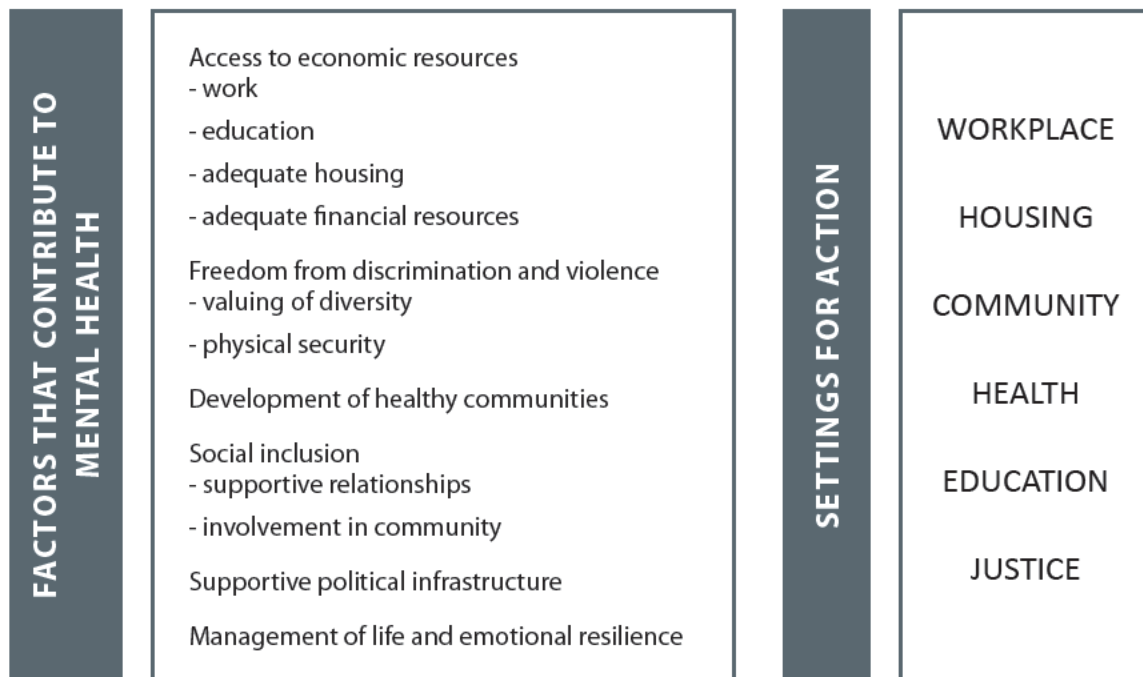 FACTORS THAT CONTRIBUTE TO
MENTAL HEALTH
Access to economic resources
- work
- education
- adequate housing
- adequate financial resources
Freedom from discrimination and violence
- valuing of diversity
- physical security
Development of healthy communities
Social inclusion
- supportive relationships
- involvement in community
Supportive political infrastructure
Management of life and emotional resilience
SETTINGS FOR ACTION
WORKPLACE
HOUSING
COMMUNITY
HEALTH
EDUCATION
JUSTICE